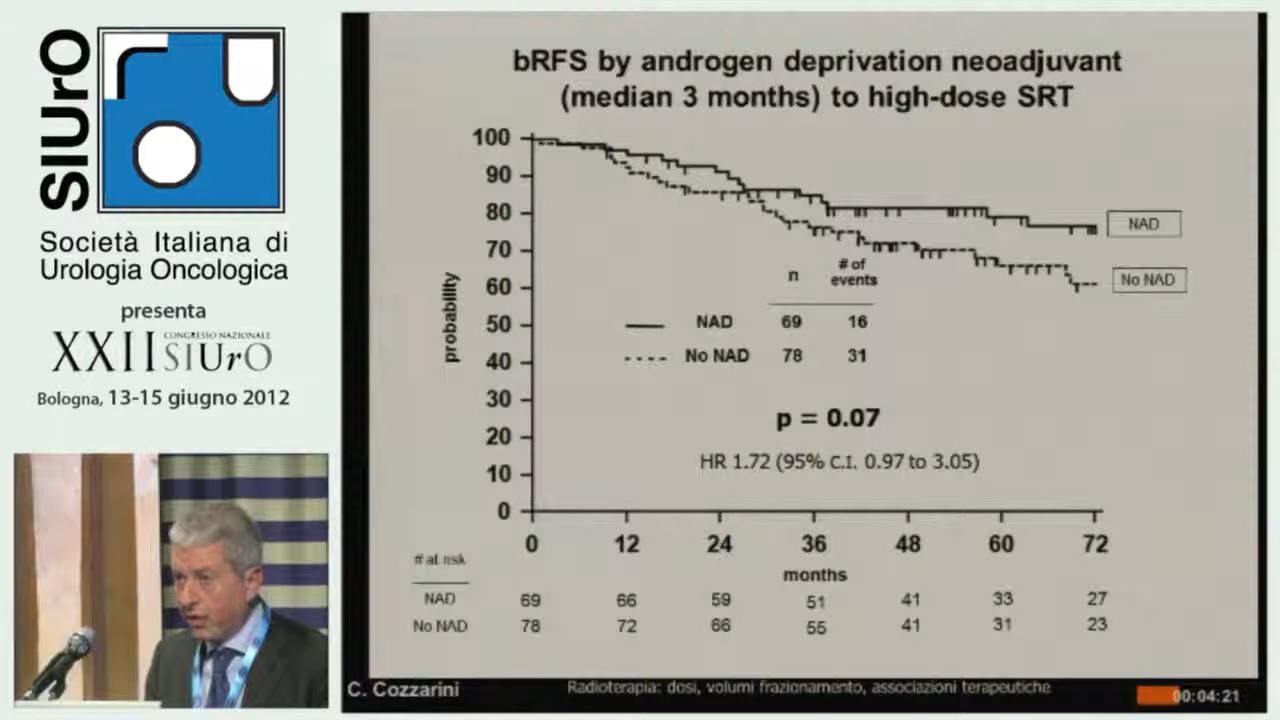 SIUrO
Società Italiana di
Urologia Oncologica
presenta
XXII CONGRESSO NAZIONALE
SIUrO
Bologna, 13-15 giugno 2012
bRFS by androgen deprivation neoadjuvant
(median 3 months) to high-dose SRT
100
90
80
70
60
50
40
30
20
10
0
probability
NAD
No NAD
n # of
events
NAD 69 16
No NAD 78 31
p = 0.07
HR 1.72 (95% C.I. 0.97 to 3.05)
0 12 24 36 48 60 72
months
# at risk
NAD 69 66 59 51 41 33 27
No NAD 78 72 66 55 41 31 23
C. Cozzarini
Radioterapia: dosi, volumi frazionamento, associazioni terapeutiche
00:04:21